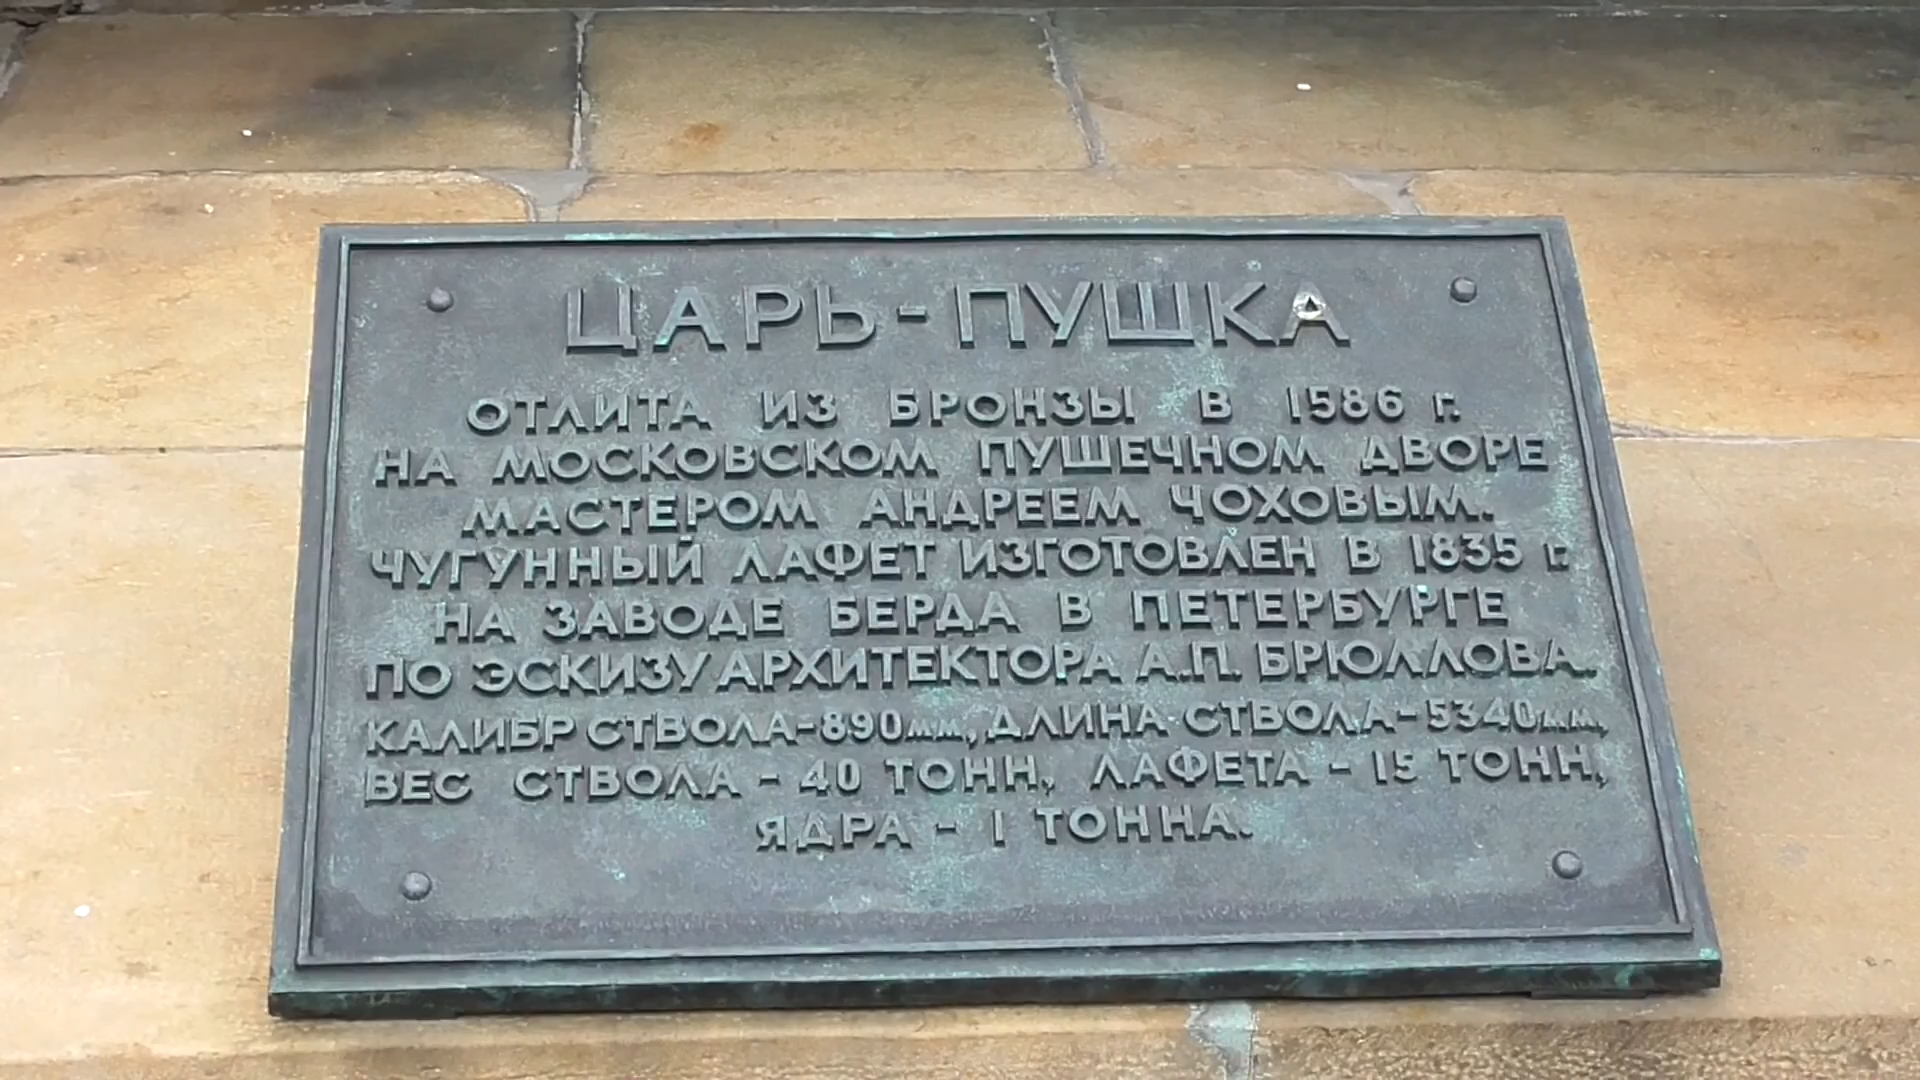 ЦАРЬ-ПУШКА
ОТЛИТА ИЗ БРОНЗЫ В 1586 г.
НА МОСКОВСКОМ ПУШЕЧНОМ ДВОРЕ
МАСТЕРОМ АНДРЕЕМ ЧОХОВЫМ.
ЧУГУННЫЙ ЛАФЕТ ИЗГОТОВЛЕН В 1835 г.
НА ЗАВОДЕ БЕРДА В ПЕТЕРБУРГЕ
ПО ЭСКИЗУ АРХИТЕКТОРА А.П. БРЮЛЛОВА.
КАЛИБР СТВОЛА-890мм, ДЛИНА СТВОЛА-5340мм,
ВЕС СТВОЛА - 40 ТОНН, ЛАФЕТА - 15 ТОНН,
ЯДРА - 1 ТОННА.